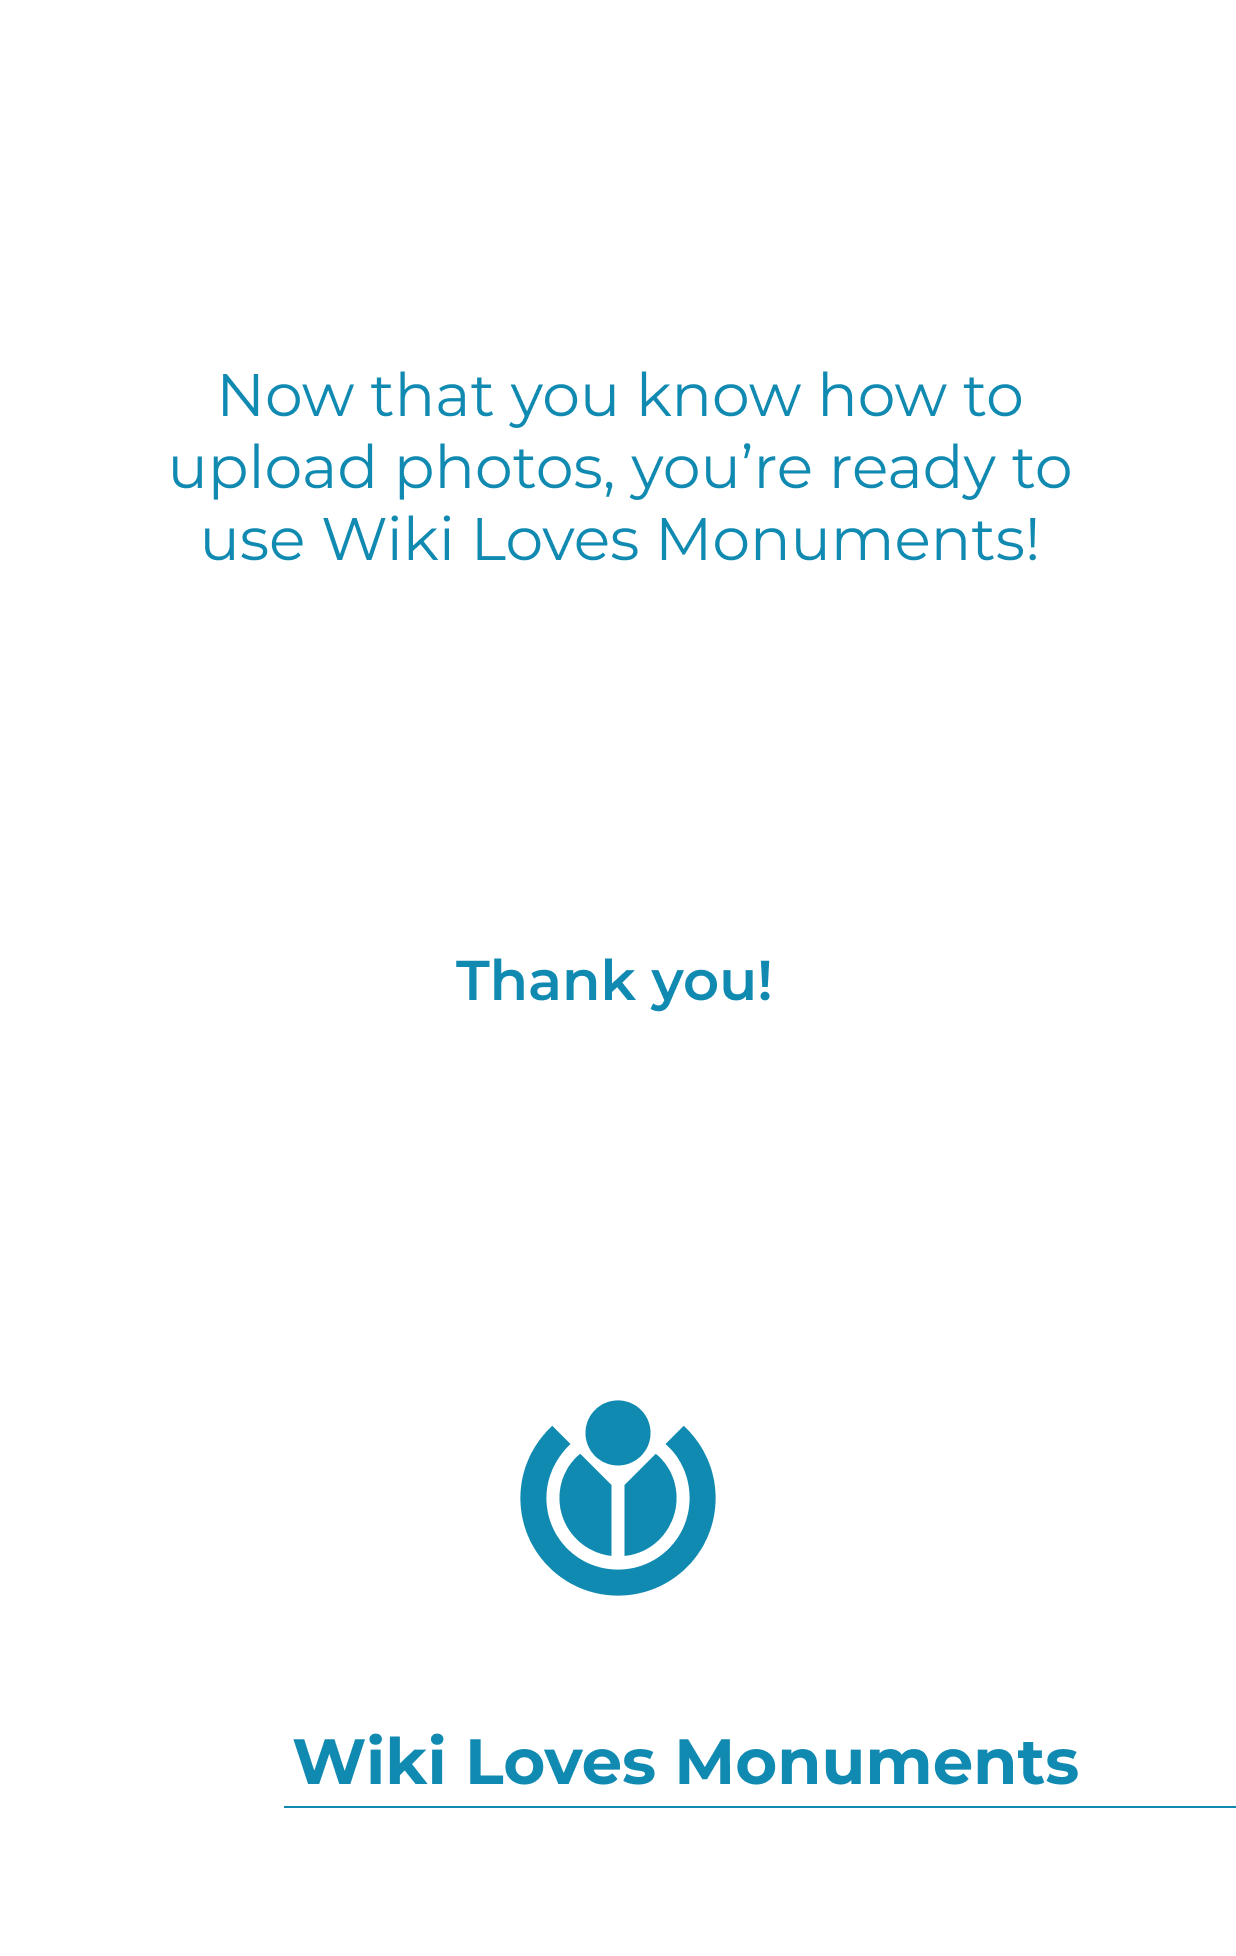 Now that you know how to
upload photos, you’re ready to
use Wiki Loves Monuments!
Thank you!
Wiki Loves Monuments